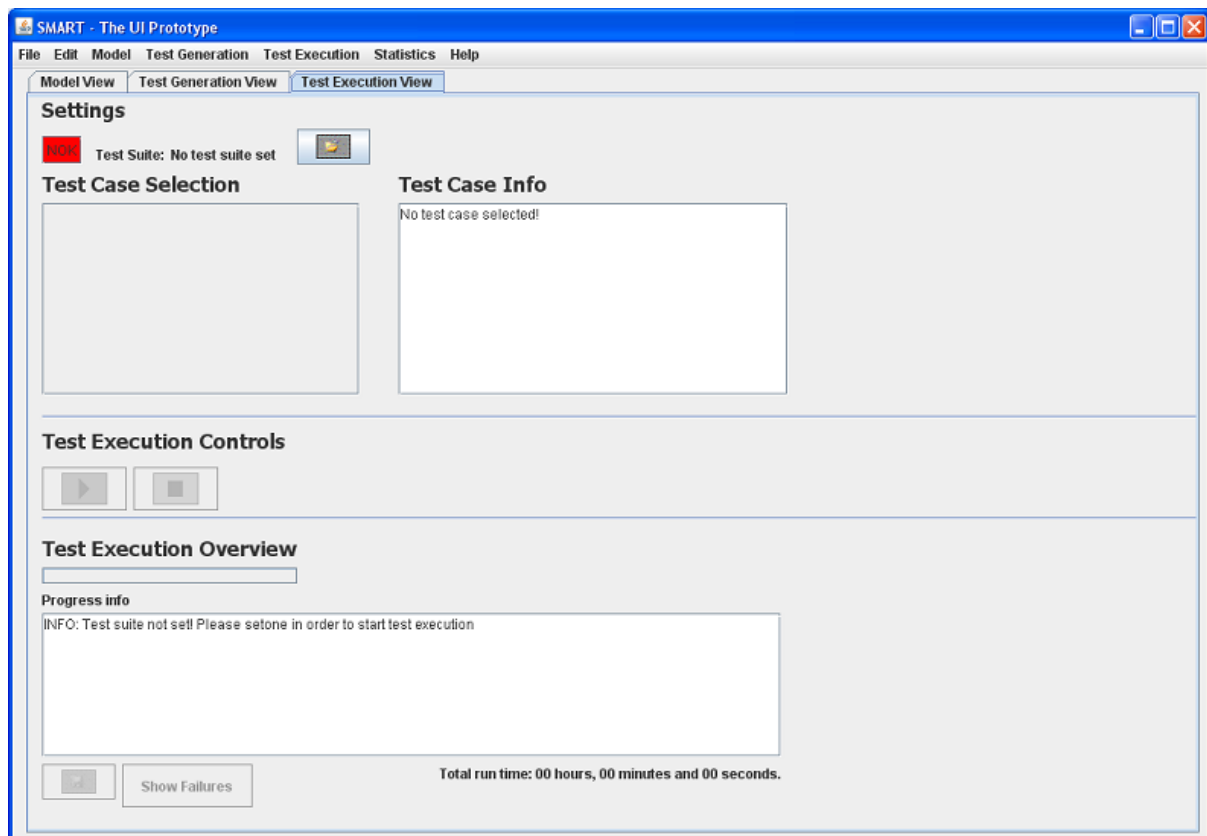 SMART - The UI Prototype
File Edit Model Test Generation Test Execution Statistics Help
Model View Test Generation View Test Execution View
Settings
NOK Test Suite: No test suite set
Test Case Selection Test Case Info
No test case selected!
Test Execution Controls
Test Execution Overview
Progress info
INFO: Test suite not set! Please setone in order to start test execution
Total run time: 00 hours, 00 minutes and 00 seconds.
Show Failures